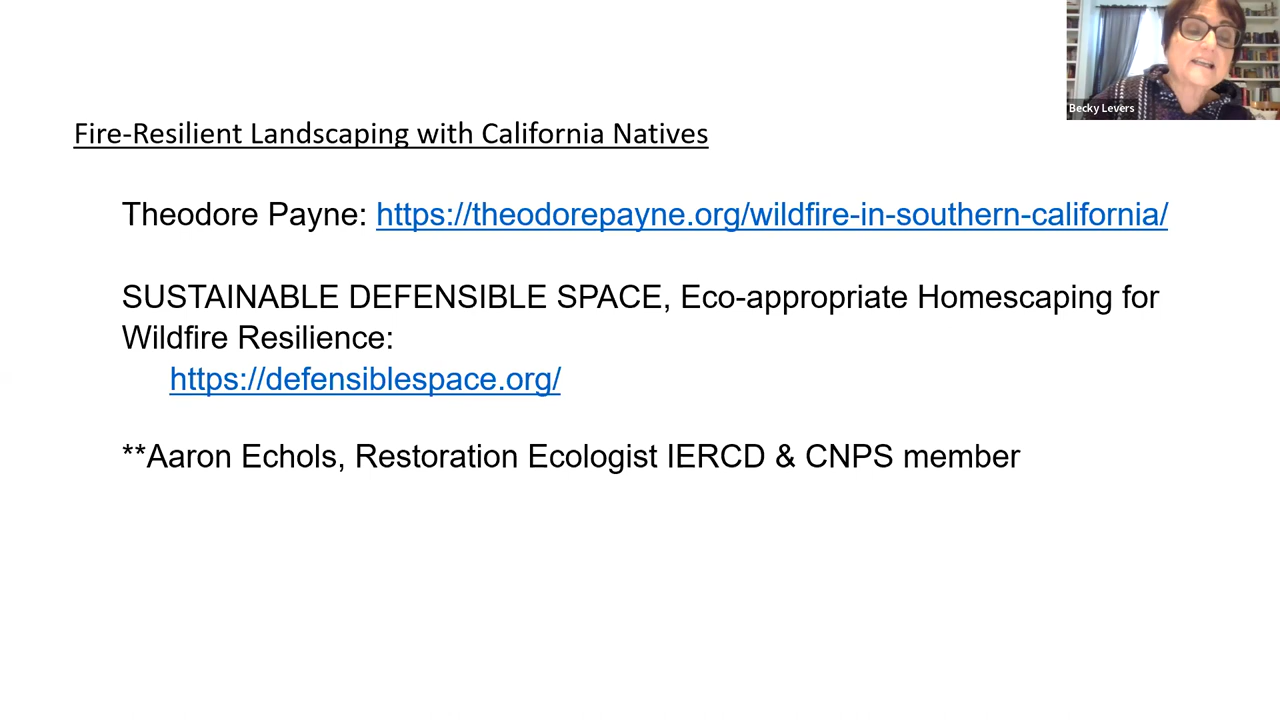 Becky Levers
Fire-Resilient Landscaping with California Natives
Theodore Payne: https://theodorepayne.org/wildfire-in-southern-california/
SUSTAINABLE DEFENSIBLE SPACE, Eco-appropriate Homescaping for
Wildfire Resilience:
https://defensiblespace.org/
**Aaron Echols, Restoration Ecologist IERCD & CNPS member